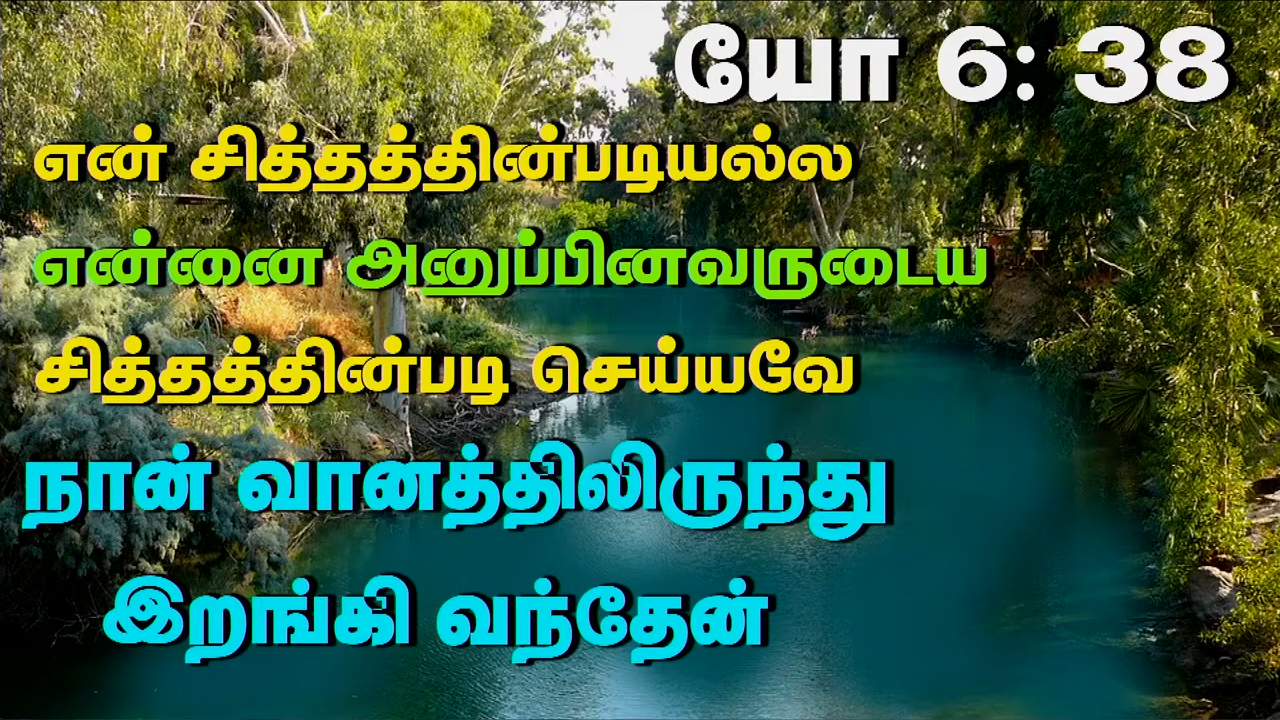 யோ 6: 38
என் சித்தத்தின்படியல்ல
என்னை அனுப்பினவருடைய
சித்தத்தின்படி செய்யவே
நான் வானத்திலிருந்து
இறங்கி வந்தேன்